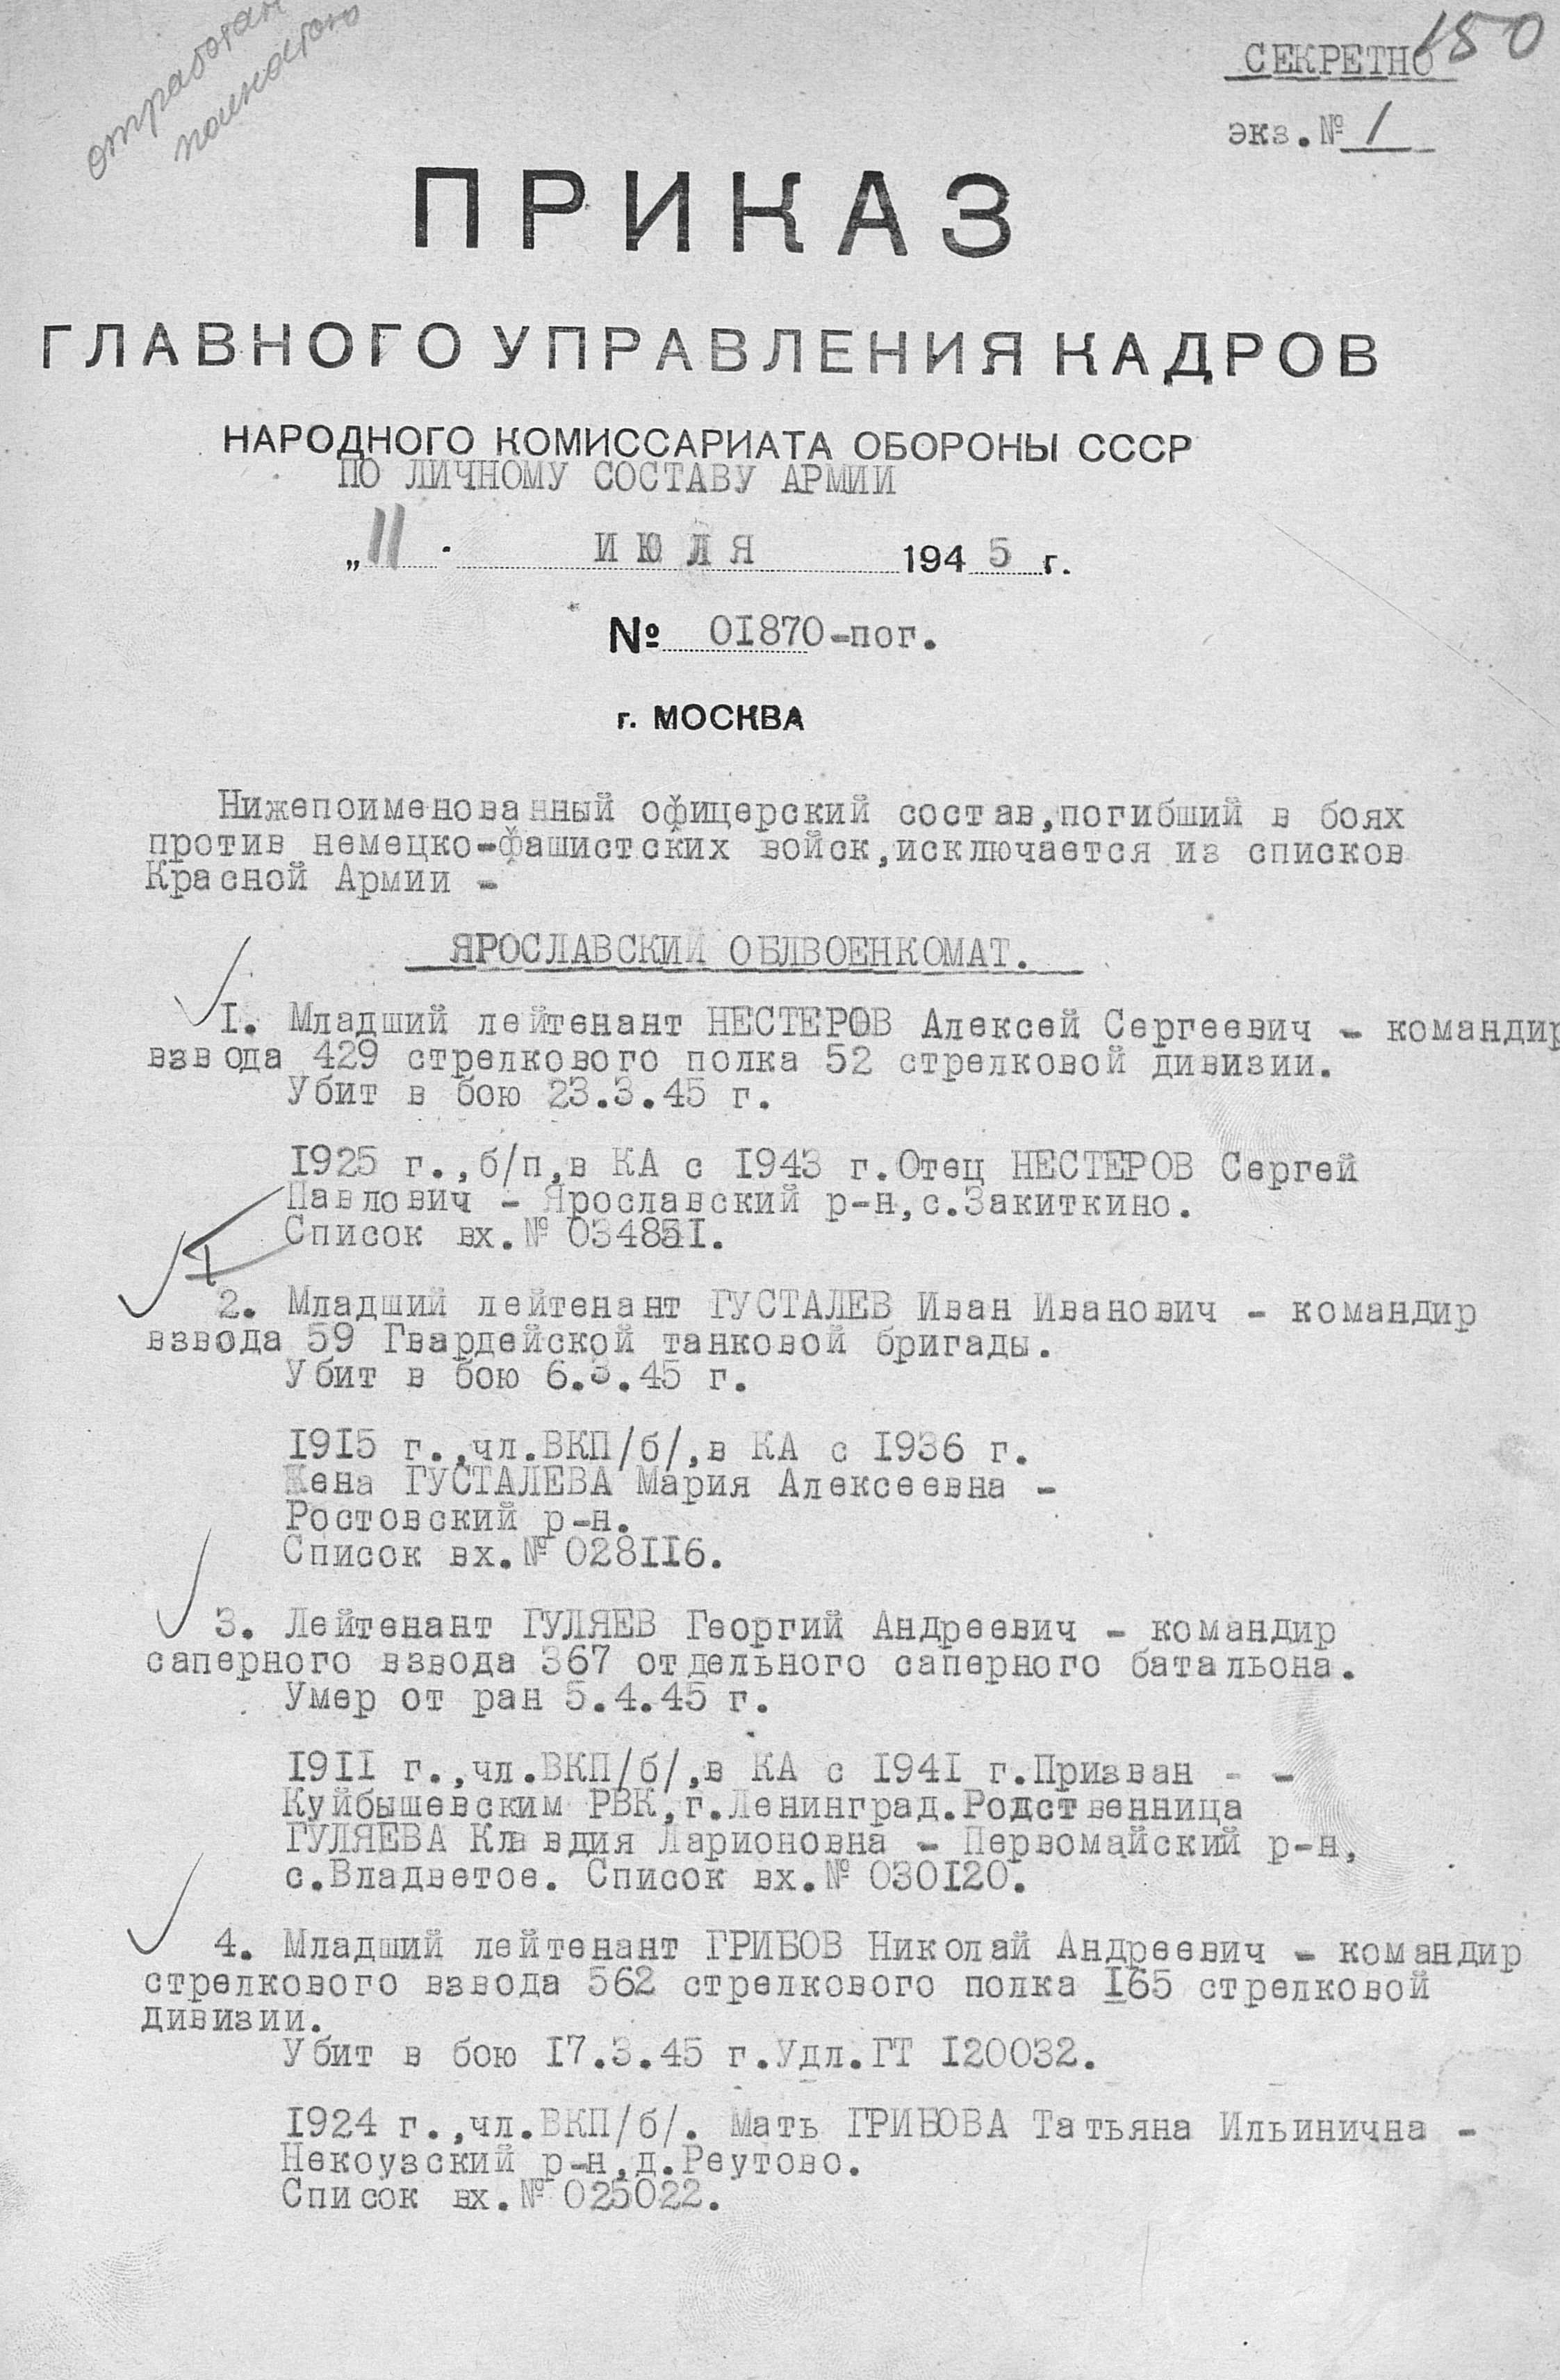 отработан
полностью
150
СЕКРЕТНО
экз.№ 1
ПРИКАЗ
ГЛАВНОГО УПРАВЛЕНИЯ КАДРОВ
НАРОДНОГО КОМИССАРИАТА ОБОРОНЫ СССР
ПО ЛИЧНОМУ СОСТАВУ АРМИИ
„11 · ИЮЛЯ 1945 г.
№ 01870-пог.
г. МОСКВА
Нижепоименованный офицерский состав,погибший в боях
против немецко-фашистских войск,исключается из списков
Красной Армии -
ЯРОСЛАВСКИЙ ОБЛВОЕНКОМАТ.
1. Младший лейтенант НЕСТЕРОВ Алексей Сергеевич - командир
взвода 429 стрелкового полка 52 стрелковой дивизии.
Убит в бою 23.3.45 г.
1925 г.,б/п,в КА с 1943 г.Отец НЕСТЕРОВ Сергей
Павлович - Ярославский р-н,с.Закиткино.
Список вх.№ 034851.
2. Младший лейтенант ГУСТАЛЕВ Иван Иванович - командир
взвода 59 Гвардейской танковой бригады.
Убит в бою 6.3.45 г.
1915 г.,чл.ВКП/б/,в КА с 1936 г.
Жена ГУСТАЛЕВА Мария Алексеевна -
Ростовский р-н.
Список вх.№ 028116.
3. Лейтенант ГУЛЯЕВ Георгий Андреевич - командир
саперного взвода 367 отдельного саперного батальона.
Умер от ран 5.4.45 г.
1911 г.,чл.ВКП/б/,в КА с 1941 г.Призван - -
Куйбышевским РВК,г.Ленинград.Родственница
ГУЛЯЕВА Клавдия Ларионовна - Первомайский р-н,
с.Владветое. Список вх.№ 030120.
4. Младший лейтенант ГРИБОВ Николай Андреевич - командир
стрелкового взвода 562 стрелкового полка 165 стрелковой
дивизии.
Убит в бою 17.3.45 г.Удл.ГТ 120032.
1924 г.,чл.ВКП/б/. Мать ГРИБОВА Татьяна Ильинична -
Некоузский р-н,д.Реутово.
Список вх.№ 025022.